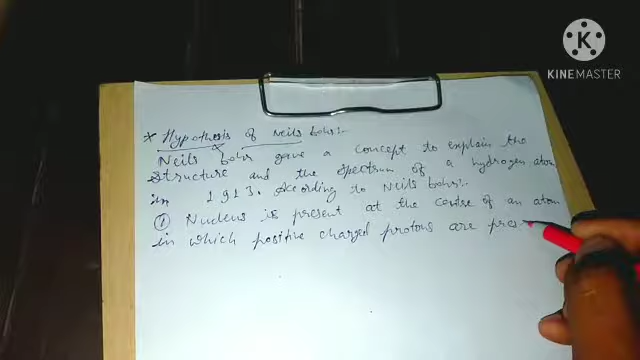 K
KINEMASTER
* Hypothesis of Neils bohr:-
Neils bohr gave a concept to explain the
structure and the spectrum of a hydrogen atom
in 1913. According to Neils bohr:-
① Nucleus is present at the centre of an atom
in which positive charged protons are pres